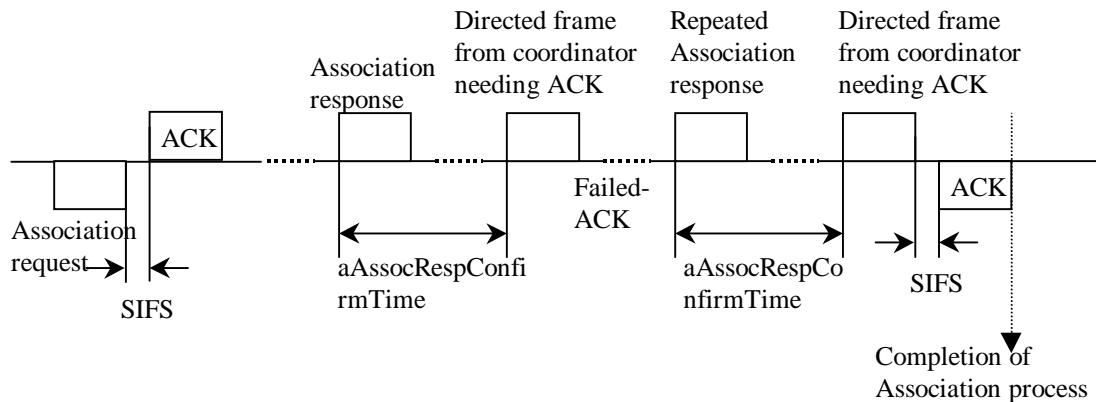 Directed frame
from coordinator
needing ACK
Repeated
Association
response
Directed frame
from coordinator
needing ACK
Association
response
ACK
Failed-
ACK
ACK
Association
request
SIFS
aAssocRespConfi
rmTime
aAssocRespCo
nfirmTime
SIFS
Completion of
Association process